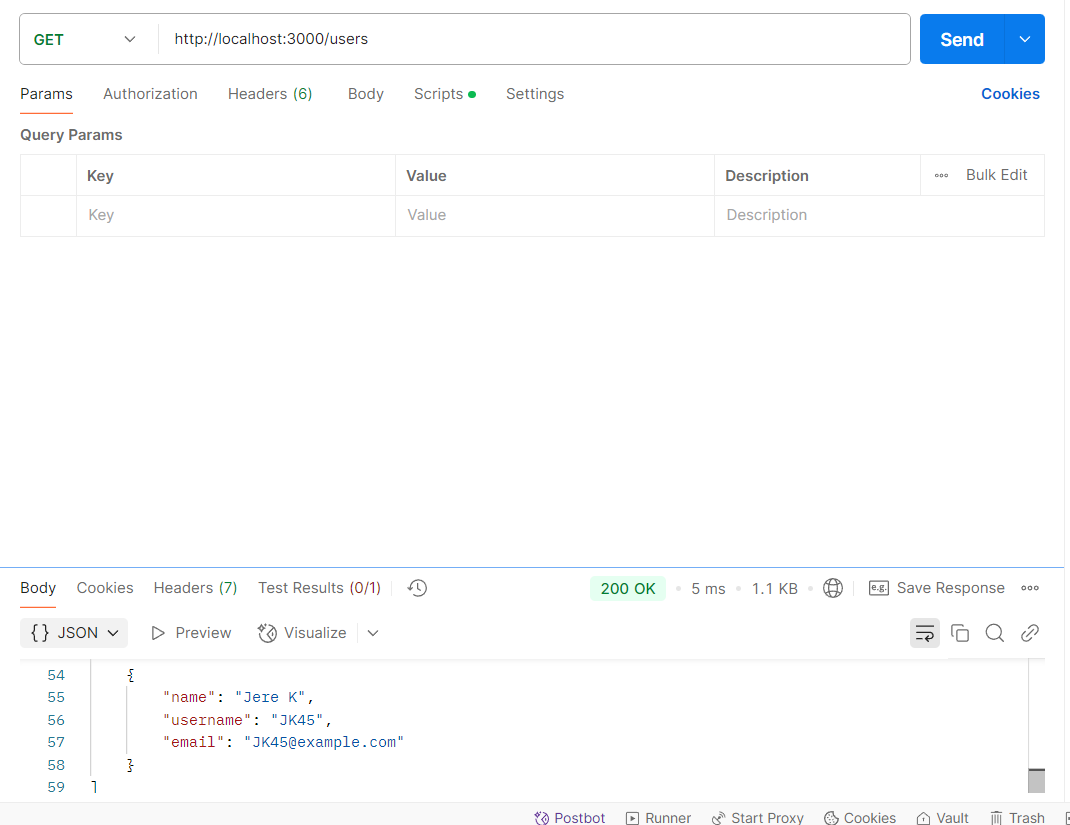 GET http://localhost:3000/users Send
Params Authorization Headers (6) Body Scripts Settings Cookies
Query Params
Key Value Description Bulk Edit
Key Value Description
Body Cookies Headers (7) Test Results (0/1) 200 OK 5 ms 1.1 KB e.g. Save Response
{} JSON Preview Visualize
54 {
55 "name": "Jere K",
56 "username": "JK45",
57 "email": "JK45@example.com"
58 }
59 ]
Postbot Runner Start Proxy Cookies Vault Trash